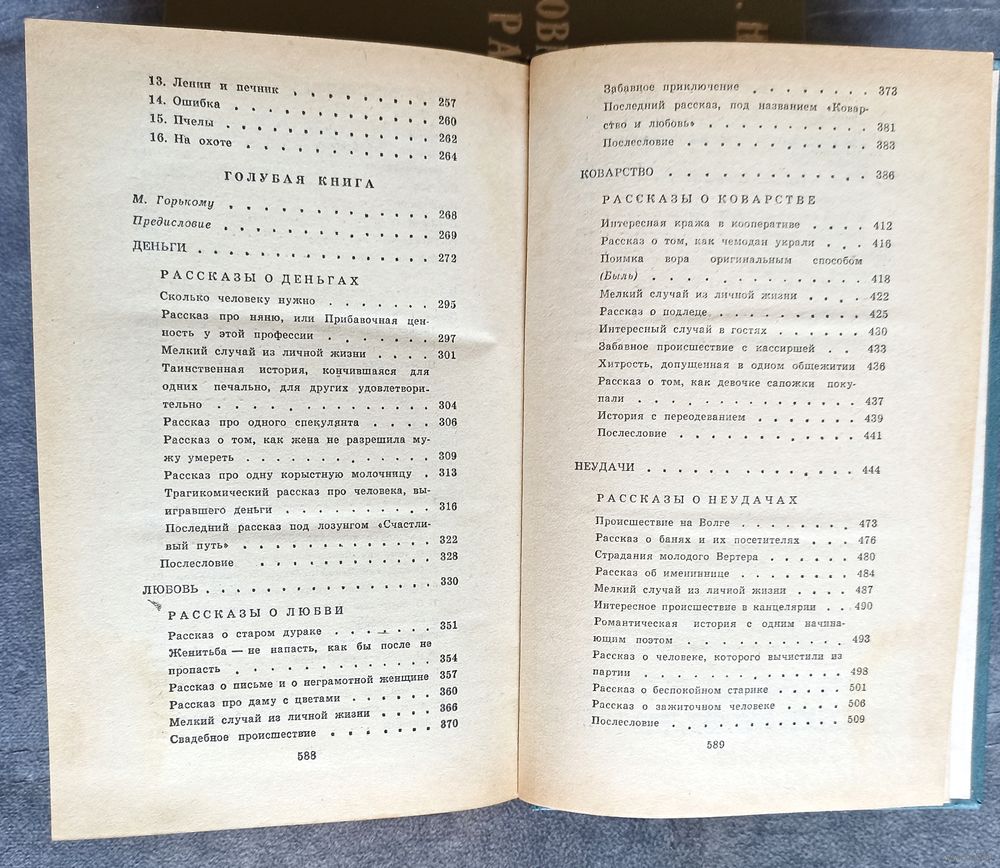 13. Ленин и печник . . . . . . . . 257
14. Ошибка . . . . . . . . . . . 260
15. Пчелы . . . . . . . . . . . 262
16. На охоте . . . . . . . . . . 264
ГОЛУБАЯ КНИГА
М. Горькому . . . . . . . . . . 268
Предисловие . . . . . . . . . . 269
ДЕНЬГИ . . . . . . . . . . . . 272
РАССКАЗЫ О ДЕНЬГАХ
Сколько человеку нужно . . . . . . . 295
Рассказ про няню, или Прибавочная цен-
ность у этой профессии . . . . . . . 297
Мелкий случай из личной жизни . . . . 301
Таинственная история, кончившаяся для
одних печально, для других удовлетвори-
тельно . . . . . . . . . . . . 304
Рассказ про одного спекулянта . . . . 306
Рассказ о том, как жена не разрешила му-
жу умереть . . . . . . . . . . 309
Рассказ про одну корыстную молочницу . 313
Трагикомический рассказ про человека, вы-
игравшего деньги . . . . . . . . 316
Последний рассказ под лозунгом «Счастли-
вый путь» . . . . . . . . . . . 322
Послесловие . . . . . . . . . . 328
ЛЮБОВЬ . . . . . . . . . . . . 330
РАССКАЗЫ О ЛЮБВИ
Рассказ о старом дураке . . . . . . 351
Женитьба — не напасть, как бы после не
пропасть . . . . . . . . . . . 354
Рассказ о письме и о неграмотной женщине 357
Рассказ про даму с цветами . . . . . 360
Мелкий случай из личной жизни . . . . 366
Свадебное происшествие . . . . . . . 370
588
Забавное приключение . . . . . . . . 373
Последний рассказ, под названием «Ковар-
ство и любовь» . . . . . . . . . . 381
Послесловие . . . . . . . . . . . 383
КОВАРСТВО . . . . . . . . . . . 386
РАССКАЗЫ О КОВАРСТВЕ
Интересная кража в кооперативе . . . . 412
Рассказ о том, как чемодан украли . . . 416
Поимка вора оригинальным способом
(Быль) . . . . . . . . . . . . 418
Мелкий случай из личной жизни . . . . 422
Рассказ о подлеце . . . . . . . . . 425
Интересный случай в гостях . . . . . . 430
Забавное происшествие с кассиршей . . 433
Хитрость, допущенная в одном общежитии 436
Рассказ о том, как девочке сапожки поку-
пали . . . . . . . . . . . . . 437
История с переодеванием . . . . . . . 439
Послесловие . . . . . . . . . . . 441
НЕУДАЧИ . . . . . . . . . . . 444
РАССКАЗЫ О НЕУДАЧАХ
Происшествие на Волге . . . . . . . . 473
Рассказ о банях и их посетителях . . . . 476
Страдания молодого Вертера . . . . . . 480
Рассказ об имениннице . . . . . . . . 484
Мелкий случай из личной жизни . . . . 487
Интересное происшествие в канцелярии . . 490
Романтическая история с одним начина-
ющим поэтом . . . . . . . . . . 493
Рассказ о человеке, которого вычистили из
партии . . . . . . . . . . . . 498
Рассказ о беспокойном старике . . . . . 501
Рассказ о зажиточном человеке . . . . . 506
Послесловие . . . . . . . . . . . 509
589